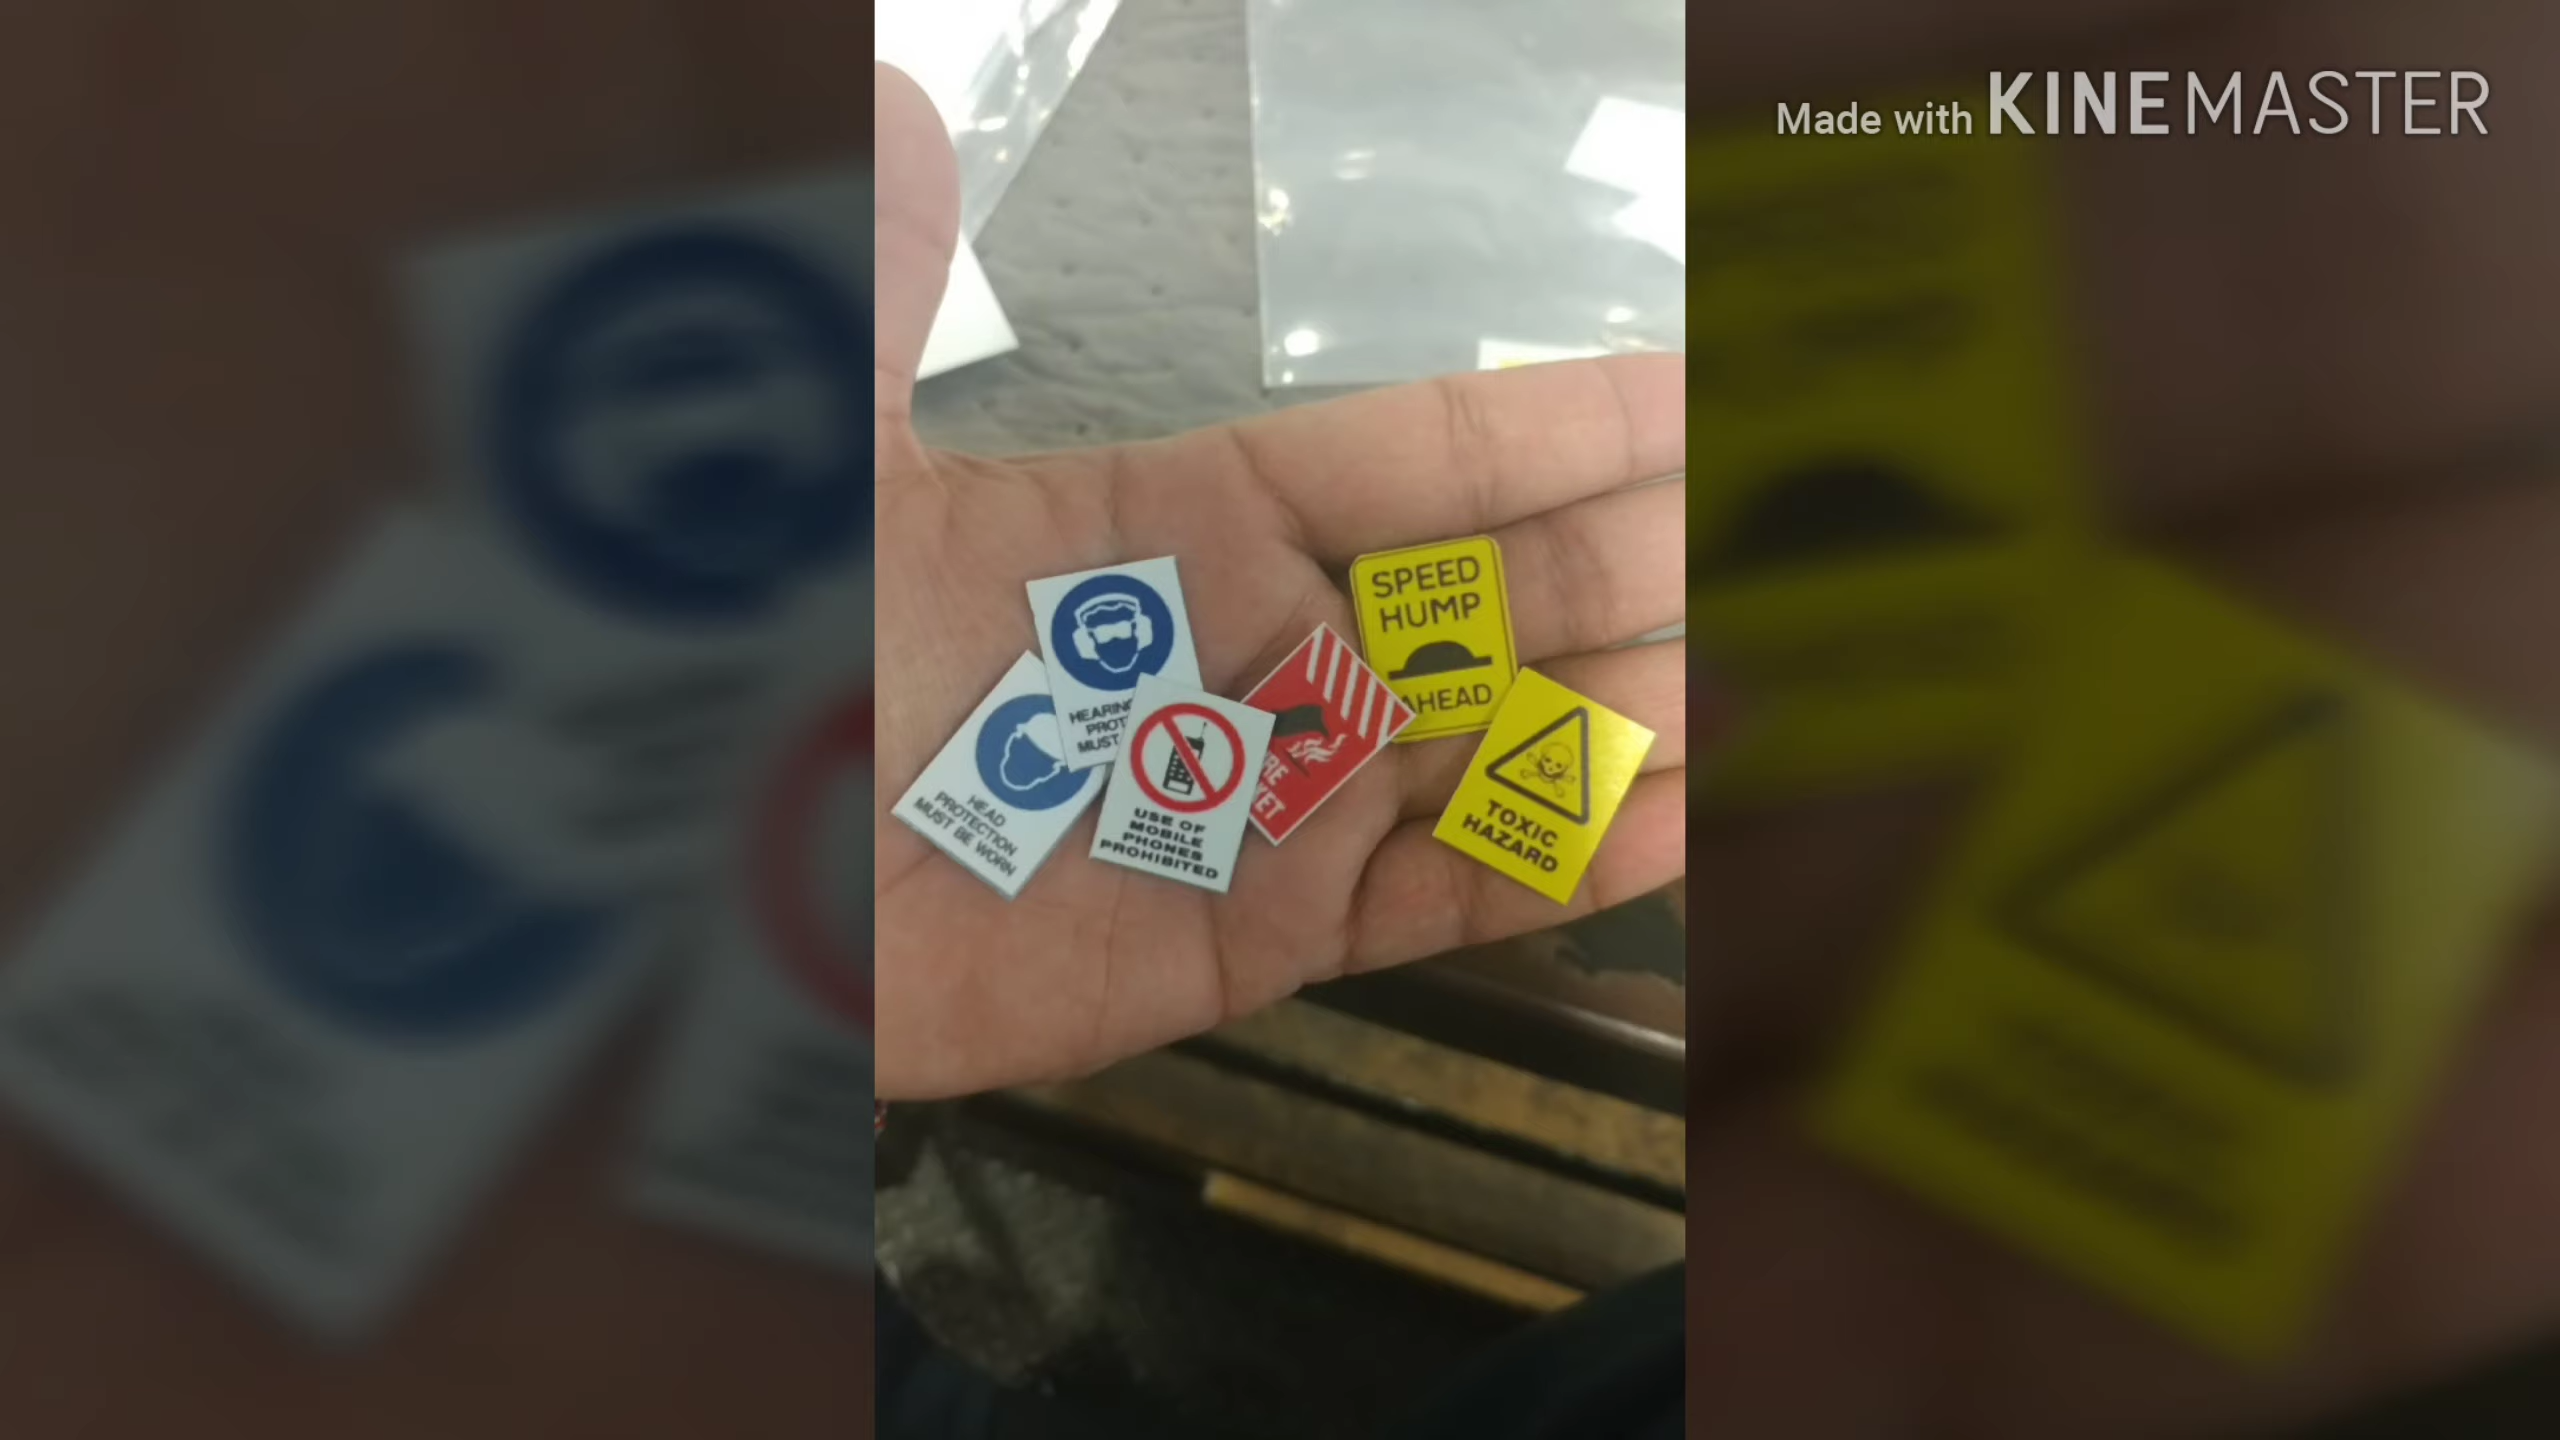 Made with KINEMASTER
SPEED
HUMP
AHEAD
HEARING
MUST
HEAD
PROTECTION
MUST BE WORN
USE OF
MOBILE
PHONES
PROHIBITED
TOXIC
HAZARD